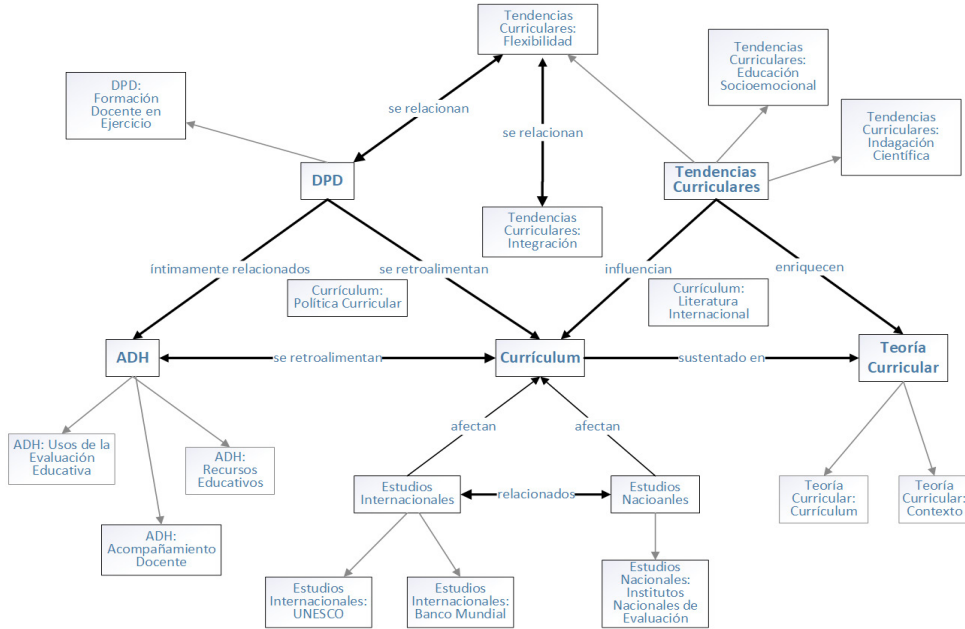 Tendencias
Curriculares:
Flexibilidad
Tendencias
Curriculares:
Educación
Socioemocional
DPD:
Formación
Docente en
Ejercicio
se relacionan
se relacionan
Tendencias
Curriculares:
Indagación
Científica
DPD
Tendencias
Curriculares
Tendencias
Curriculares:
Integración
íntimamente relacionados
se retroalimentan
influencian
enriquecen
Currículum:
Política Curricular
Currículum:
Literatura
Internacional
ADH
se retroalimentan
Currículum
sustentado en
Teoría
Curricular
afectan
afectan
ADH: Usos de la
Evaluación
Educativa
ADH:
Recursos
Educativos
Estudios
Internacionales
relacionados
Estudios
Nacioanles
Teoría
Curricular:
Currículum
Teoría
Curricular:
Contexto
ADH:
Acompañamiento
Docente
Estudios
Internacionales:
UNESCO
Estudios
Internacionales:
Banco Mundial
Estudios
Nacionales:
Institutos
Nacionales de
Evaluación